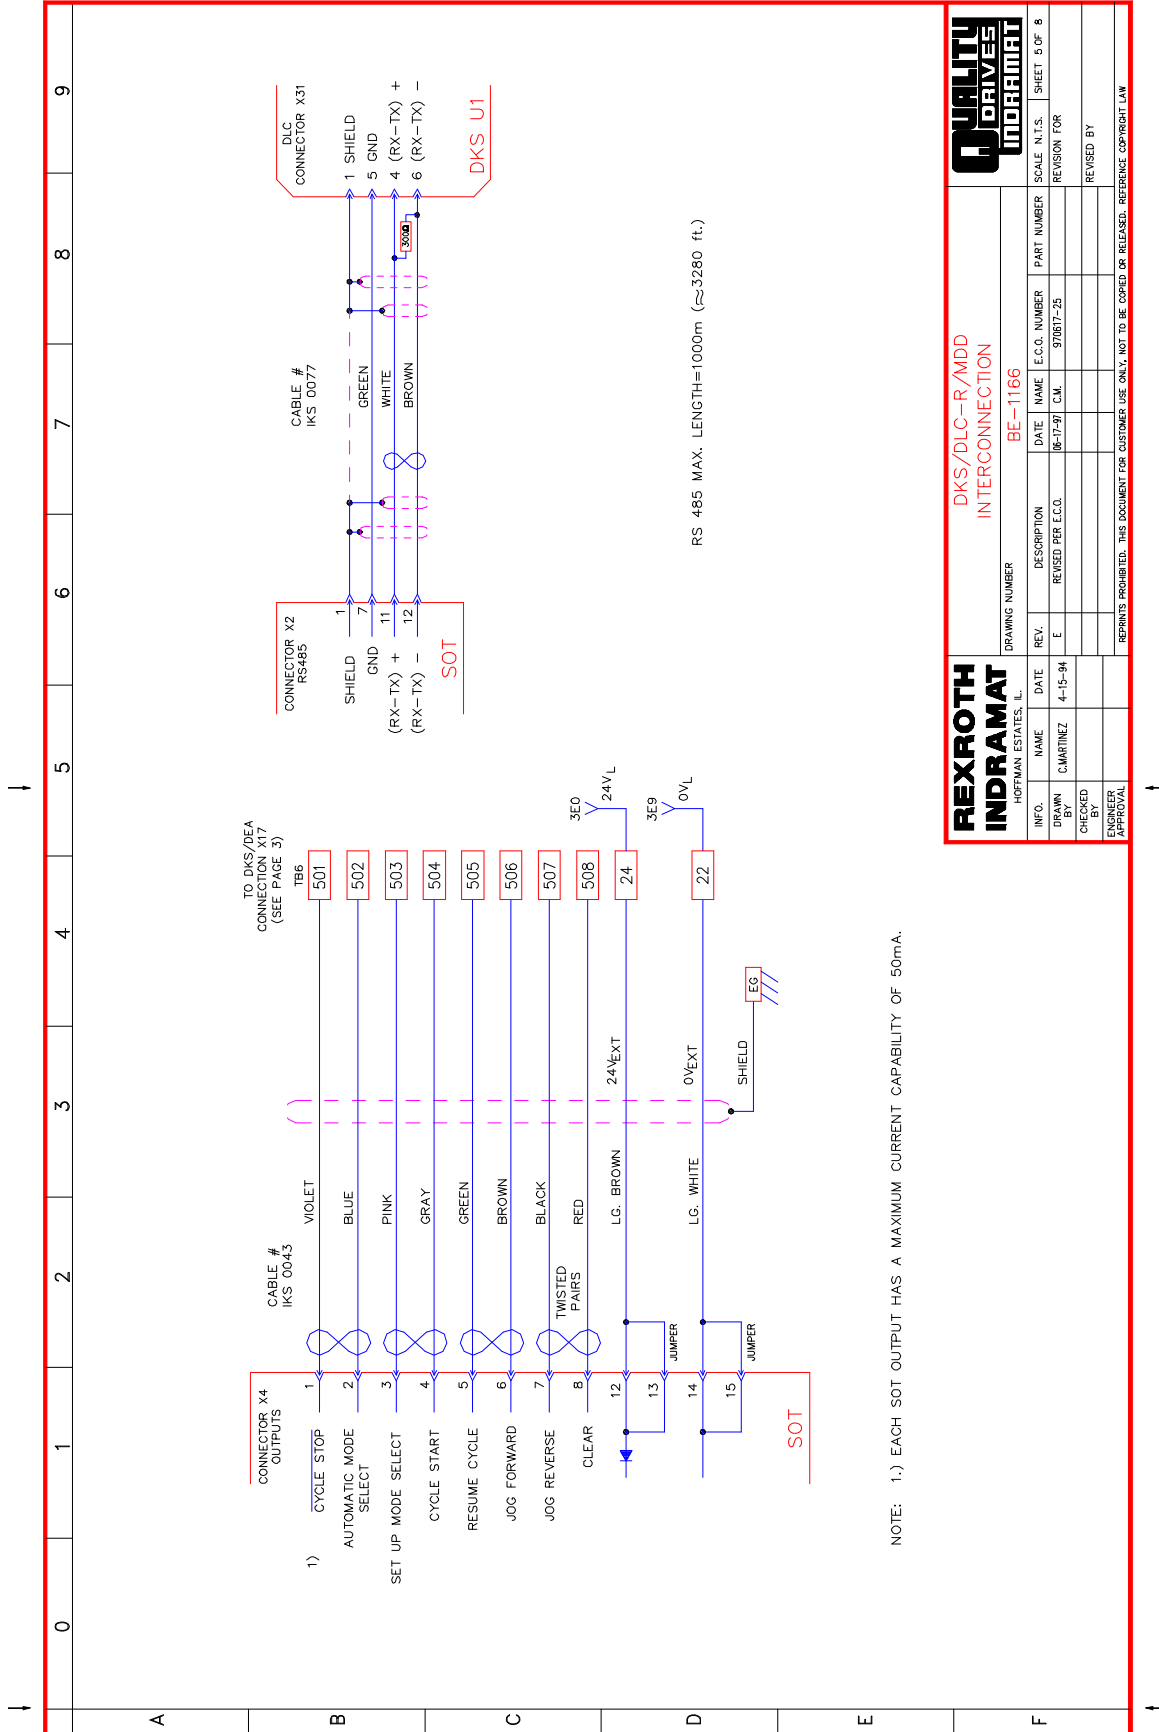 0 1 2 3 4 5 6 7 8 9
A
B
C
D
E
F
CONNECTOR X4
OUTPUTS
1)
CYCLE STOP
AUTOMATIC MODE
SELECT
SET UP MODE SELECT
CYCLE START
RESUME CYCLE
JOG FORWARD
JOG REVERSE
CLEAR
1
2
3
4
5
6
7
8
12
13
14
15
JUMPER
JUMPER
SOT
CABLE #
IKS 0043
TWISTED
PAIRS
VIOLET
BLUE
PINK
GRAY
GREEN
BROWN
BLACK
RED
LG. BROWN
LG. WHITE
24VEXT
0VEXT
SHIELD
EG
TO DKS/DEA
CONNECTION X17
(SEE PAGE 3)
TB6
501
502
503
504
505
506
507
508
24
22
3E0
24VL
3E9
0VL
CONNECTOR X2
RS485
SHIELD
GND
(RX-TX) +
(RX-TX) -
1
7
11
12
SOT
CABLE #
IKS 0077
GREEN
WHITE
BROWN
300Ω
DLC
CONNECTOR X31
1 SHIELD
5 GND
4 (RX-TX) +
6 (RX-TX) -
DKS U1
RS 485 MAX. LENGTH=1000m (≈3280 ft.)
NOTE: 1.) EACH SOT OUTPUT HAS A MAXIMUM CURRENT CAPABILITY OF 50mA.
REXROTH
INDRAMAT
HOFFMAN ESTATES, IL.
INFO. NAME DATE
DRAWN
BY
C.MARTINEZ 4-15-94
CHECKED
BY
ENGINEER
APPROVAL
DKS/DLC-R/MDD
INTERCONNECTION
DRAWING NUMBER
BE-1166
REV. DESCRIPTION DATE NAME E.C.O. NUMBER PART NUMBER
E REVISED PER E.C.O. 06-17-97 C.M. 970617-25
QUALITY
DRIVES
INDRAMAT
SCALE N.T.S. SHEET 5 OF 8
REVISION FOR
REVISED BY
REPRINTS PROHIBITED. THIS DOCUMENT FOR CUSTOMER USE ONLY, NOT TO BE COPIED OR RELEASED. REFERENCE COPYRIGHT LAW